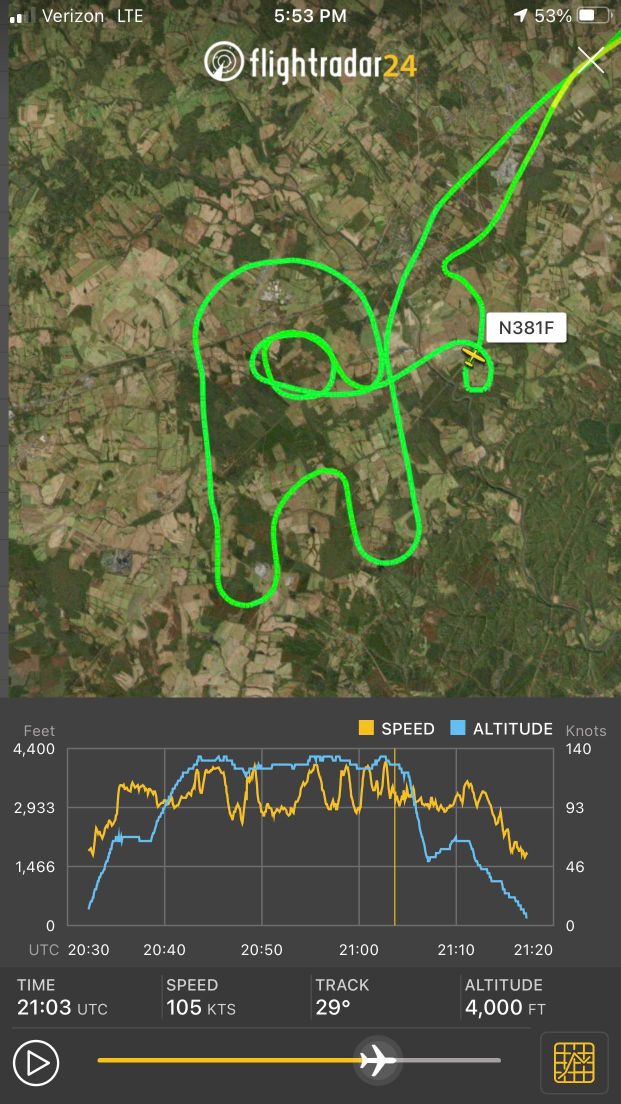 Verizon LTE 5:53 PM 53%
flightradar24
N381F
Feet SPEED ALTITUDE Knots
4,400 140
2,933 93
1,466 46
0 0
UTC 20:30 20:40 20:50 21:00 21:10 21:20
TIME SPEED TRACK ALTITUDE
21:03 UTC 105 KTS 29° 4,000 FT